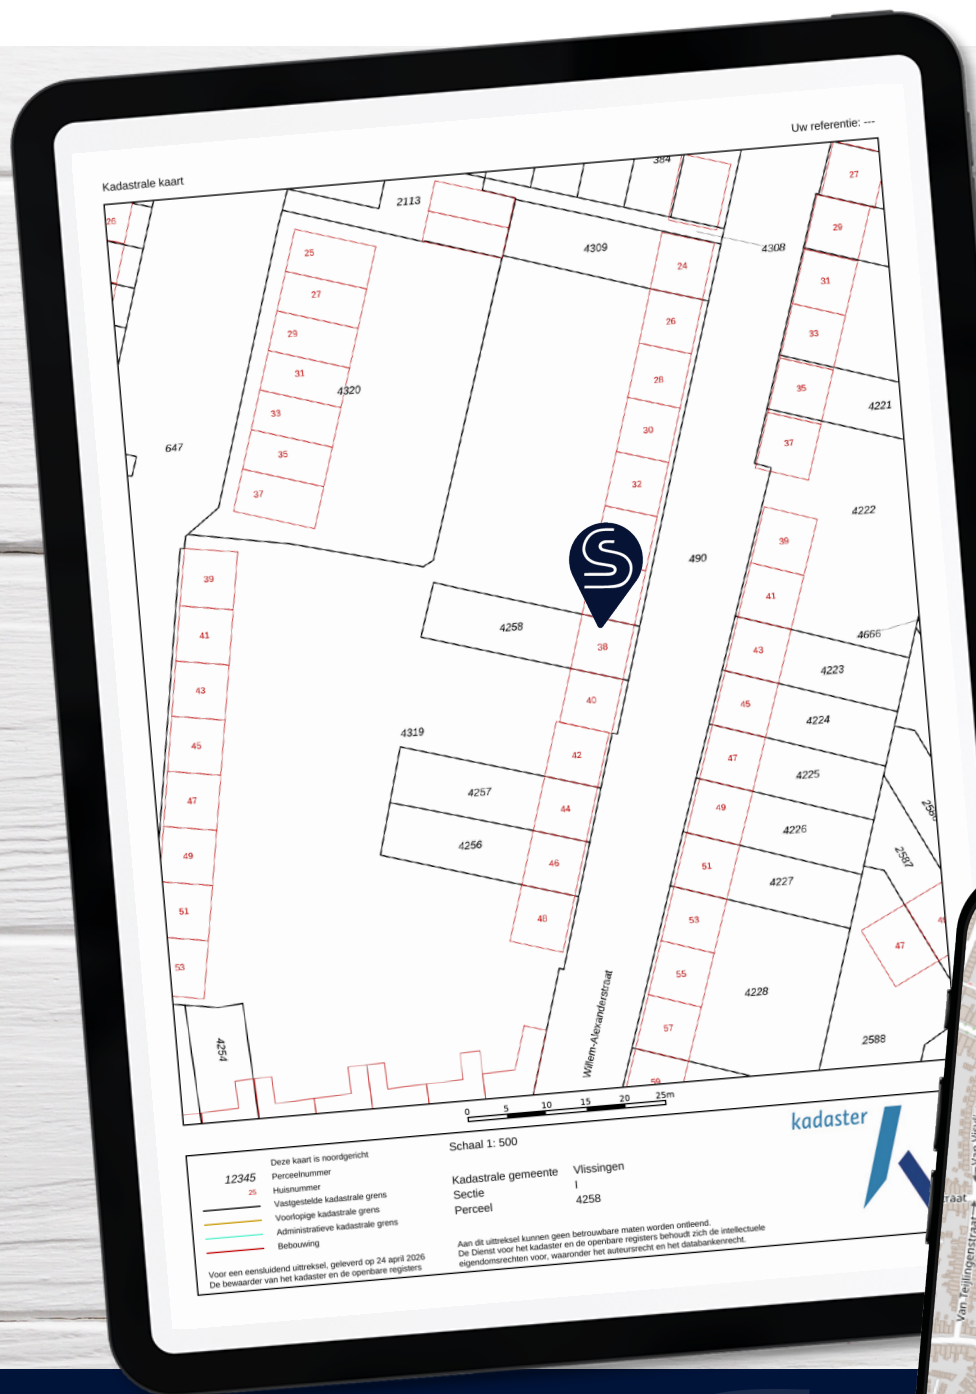 Uw referentie: ---
Kadastrale kaart
26
2113
384
27
25
4309
24
4308
29
27
31
26
29
33
31
4320
28
35
4221
33
30
37
647
35
32
4222
37
39
490
39
41
S
4258
41
38
43
4666
4223
43
40
45
4224
4319
45
42
47
4225
4257
44
49
4226
47
4256
46
51
4227
49
48
53
2587
51
47
53
55
4228
57
2588
4254
Willem-Alexanderstraat
59
0 5 10 15 20 25m
Schaal 1: 500
kadaster
Deze kaart is noordgericht
12345 Perceelnummer
25 Huisnummer
Vastgestelde kadastrale grens
Voorlopige kadastrale grens
Administratieve kadastrale grens
Bebouwing
Kadastrale gemeente Vlissingen
Sectie I
Perceel 4258
Voor een eensluidend uittreksel, geleverd op 24 april 2026
De bewaarder van het kadaster en de openbare registers
Aan dit uittreksel kunnen geen betrouwbare maten worden ontleend.
De Dienst voor het kadaster en de openbare registers behoudt zich de intellectuele
eigendomsrechten voor, waaronder het auteursrecht en het databankenrecht.
Van Teijlingenstraat